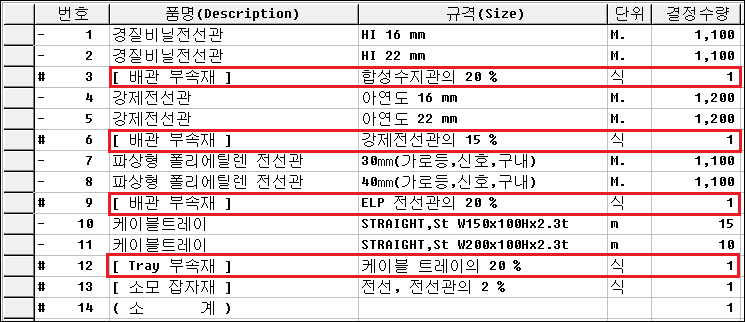 번호 품명(Description) 규격(Size) 단위 결정수량
- 1 경질비닐전선관 HI 16 mm M. 1,100
- 2 경질비닐전선관 HI 22 mm M. 1,100
# 3 [ 배관 부속재 ] 합성수지관의 20 % 식 1
- 4 강제전선관 아연도 16 mm M. 1,200
- 5 강제전선관 아연도 22 mm M. 1,200
# 6 [ 배관 부속재 ] 강제전선관의 15 % 식 1
- 7 파상형 폴리에틸렌 전선관 30㎜(가로등,신호,구내) M. 1,100
- 8 파상형 폴리에틸렌 전선관 40㎜(가로등,신호,구내) M. 1,100
# 9 [ 배관 부속재 ] ELP 전선관의 20 % 식 1
- 10 케이블트레이 STRAIGHT,St W150x100Hx2.3t m 15
- 11 케이블트레이 STRAIGHT,St W200x100Hx2.3t m 10
# 12 [ Tray 부속재 ] 케이블 트레이의 20 % 식 1
# 13 [ 소모 잡자재 ] 전선, 전선관의 2 % 식 1
# 14 ( 소 계 ) 1